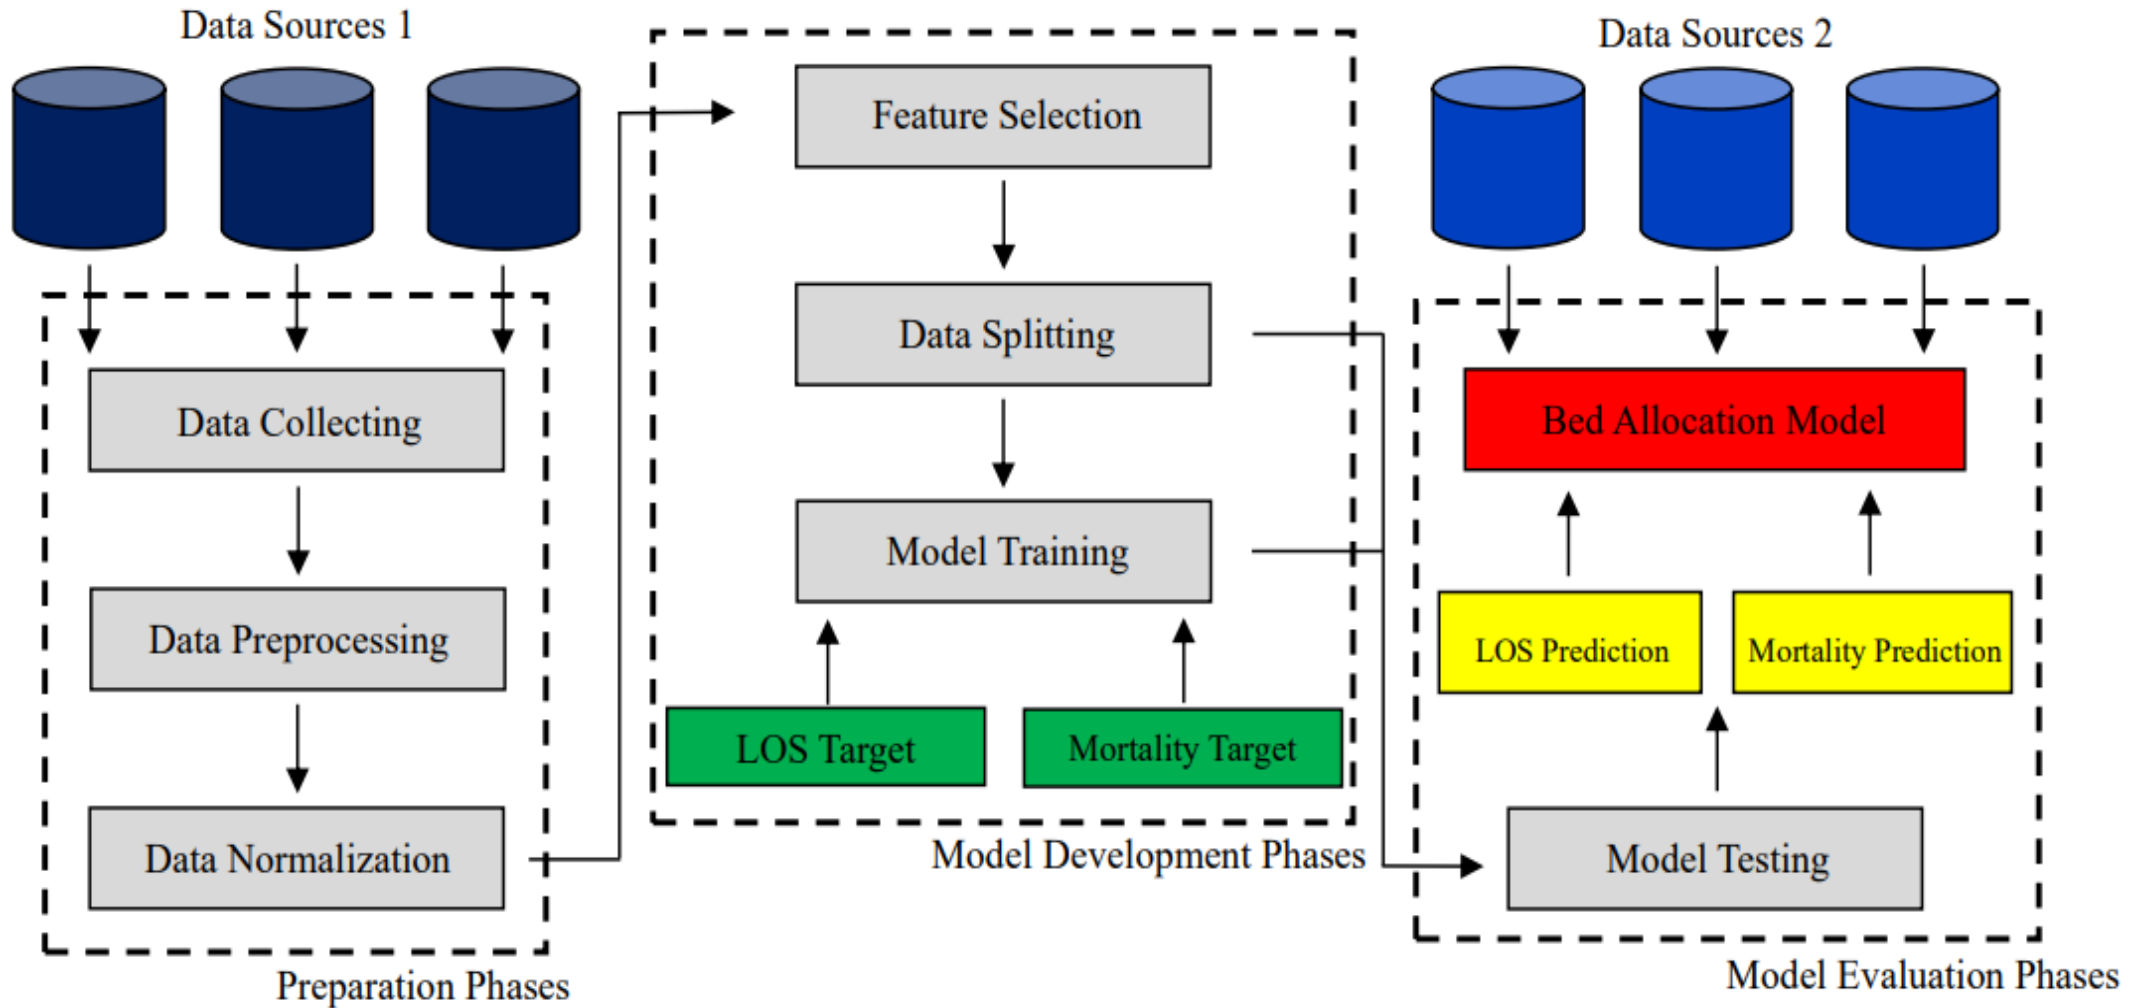 Data Sources 1
Data Collecting
Data Preprocessing
Data Normalization
Preparation Phases
Feature Selection
Data Splitting
Model Training
LOS Target
Mortality Target
Model Development Phases
Data Sources 2
Bed Allocation Model
LOS Prediction
Mortality Prediction
Model Testing
Model Evaluation Phases